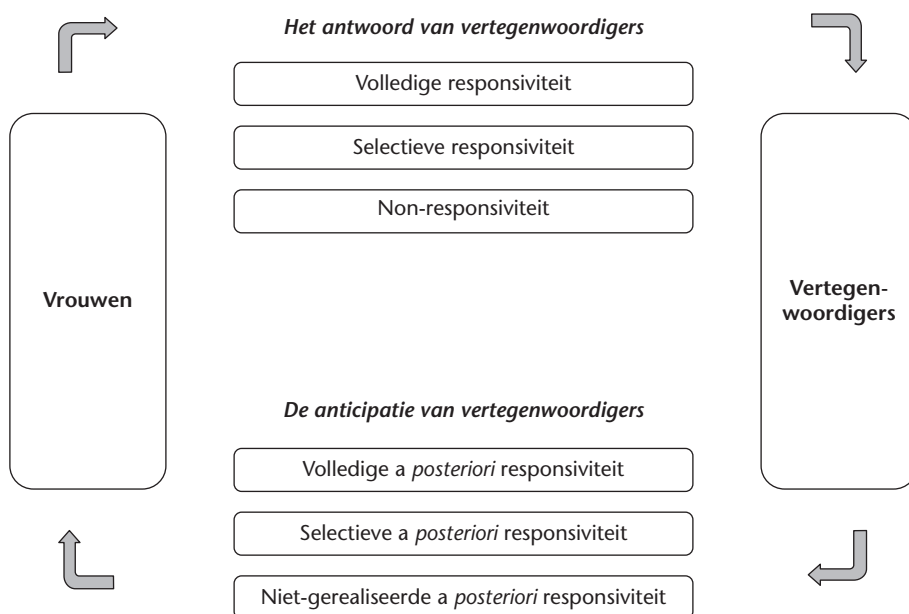 Het antwoord van vertegenwoordigers
Volledige responsiviteit
Selectieve responsiviteit
Non-responsiviteit
Vrouwen
Vertegen-
woordigers
De anticipatie van vertegenwoordigers
Volledige a posteriori responsiviteit
Selectieve a posteriori responsiviteit
Niet-gerealiseerde a posteriori responsiviteit